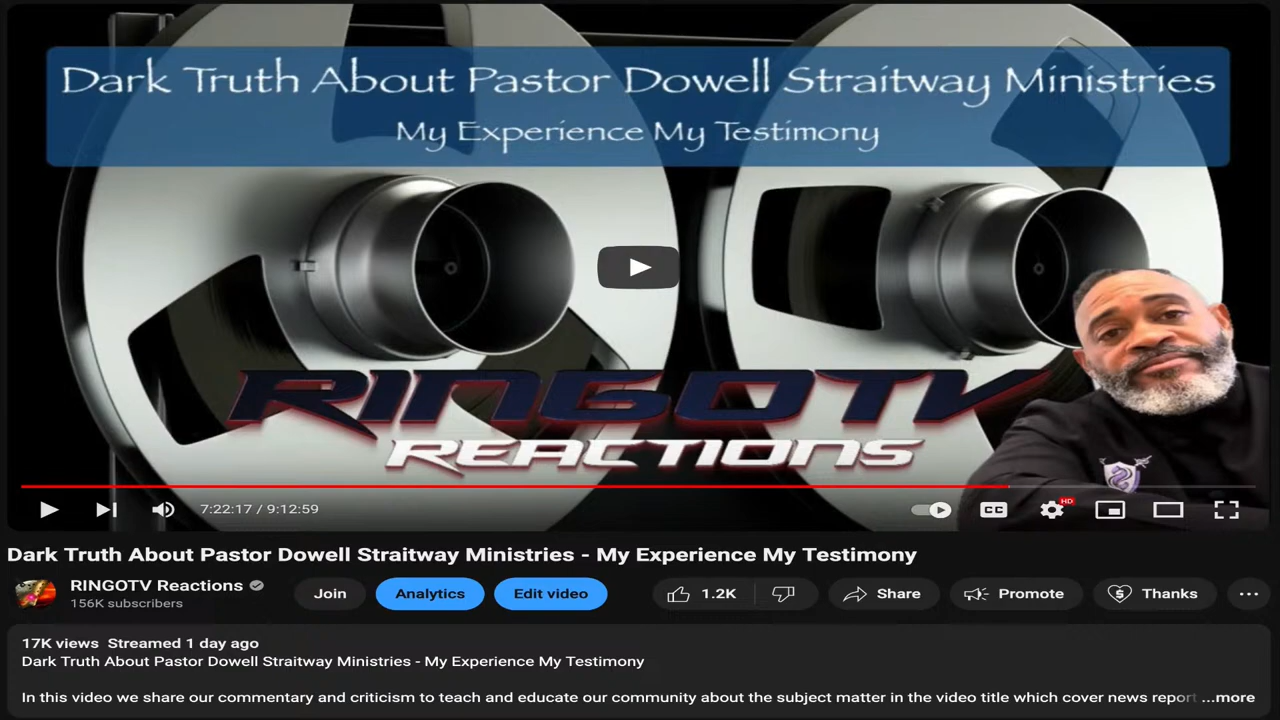 Dark Truth About Pastor Dowell Straitway Ministries
My Experience My Testimony
RINGOTV
REACTIONS
7:22:17 / 9:12:59
CC
HD
Dark Truth About Pastor Dowell Straitway Ministries - My Experience My Testimony
RINGOTV Reactions
156K subscribers
Join
Analytics
Edit video
1.2K
Share
Promote
Thanks
17K views Streamed 1 day ago
Dark Truth About Pastor Dowell Straitway Ministries - My Experience My Testimony
In this video we share our commentary and criticism to teach and educate our community about the subject matter in the video title which cover news report ...more